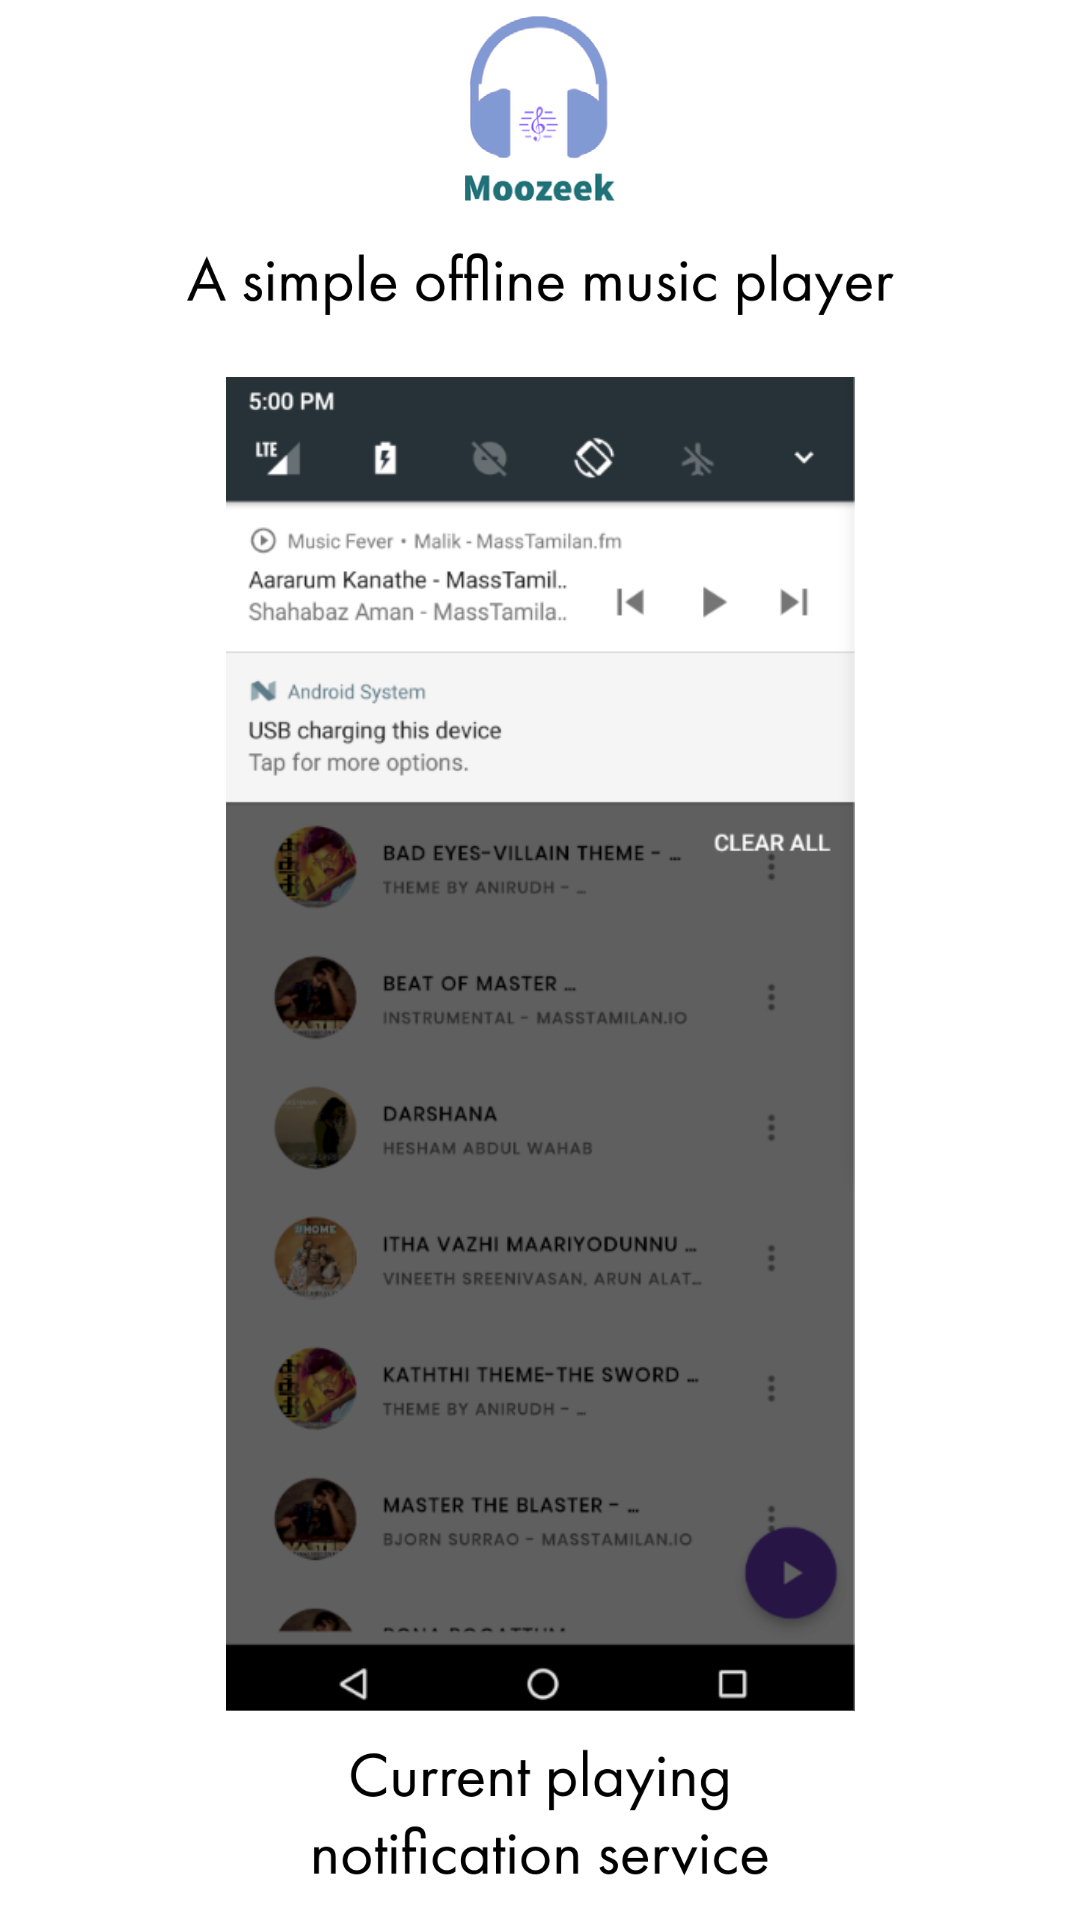 Moozeek
A simple offline music player
5:00 PM
LTE
Music Fever • Malik - MassTamilan.fm
Aararum Kanathe - MassTamil..
Shahabaz Aman - MassTamila..
Android System
USB charging this device
Tap for more options.
CLEAR ALL
BAD EYES-VILLAIN THEME - ...
THEME BY ANIRUDH - ...
BEAT OF MASTER ...
INSTRUMENTAL - MASSTAMILAN.IO
DARSHANA
HESHAM ABDUL WAHAB
#HOME
ITHA VAZHI MAARIYODUNNU ...
VINEETH SREENIVASAN, ARUN ALAT...
KATHTHI THEME-THE SWORD ...
THEME BY ANIRUDH - ...
MASTER THE BLASTER - ...
BJORN SURRAO - MASSTAMILAN.IO
Current playing
notification service